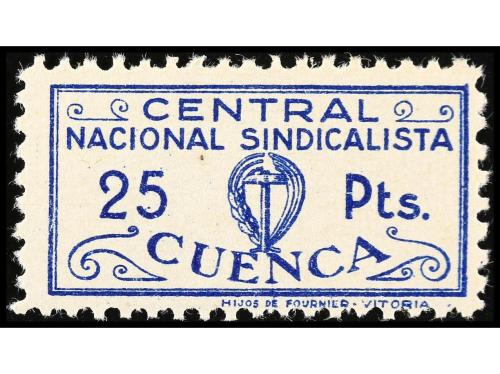 CENTRAL
NACIONAL SINDICALISTA
25 Pts.
CUENCA
HIJOS DE FOURNIER - VITORIA